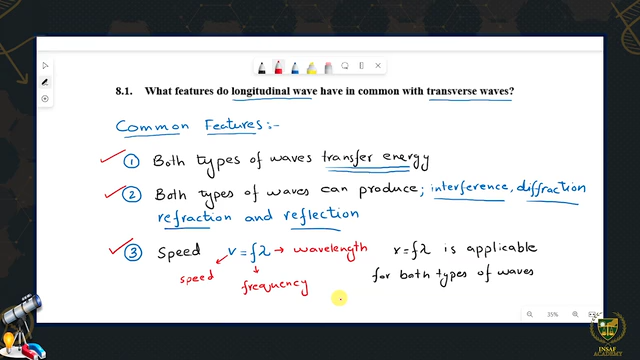 8.1. What features do longitudinal wave have in common with transverse waves?
Common Features:-
① Both types of waves transfer energy
② Both types of waves can produce; interference, diffraction
refraction and reflection
③ Speed v = fλ → wavelength v = fλ is applicable
speed frequency for both types of waves
35%
INSAF
ACADEMY